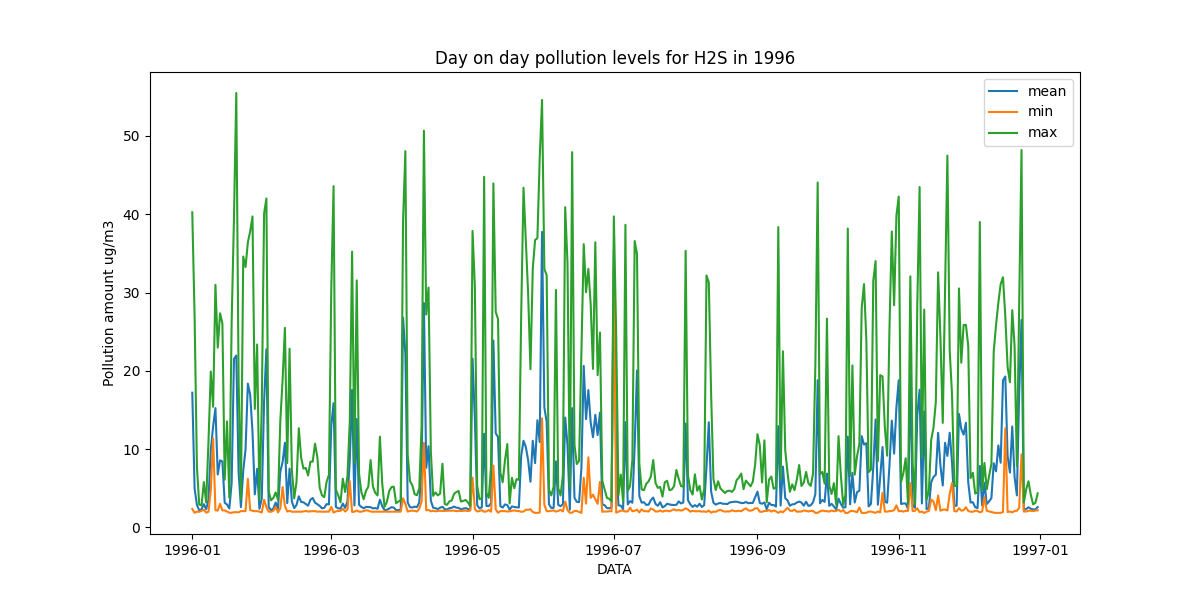 Day on day pollution levels for H2S in 1996
mean
min
max
Pollution amount ug/m3
50
40
30
20
10
0
1996-01
1996-03
1996-05
1996-07
1996-09
1996-11
1997-01
DATA